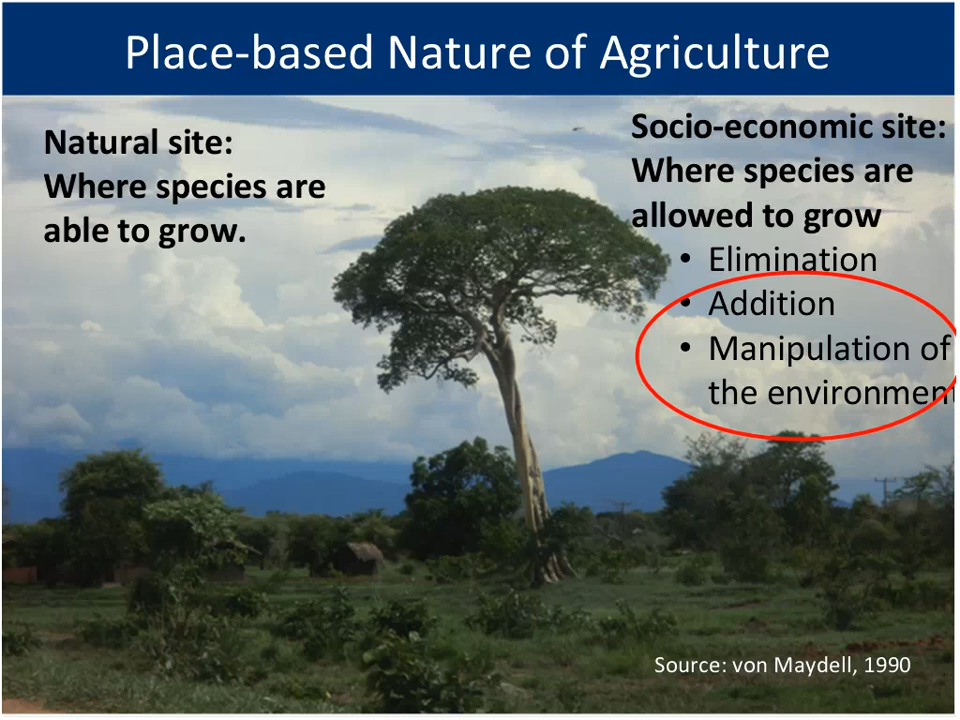 Place-based Nature of Agriculture
Natural site:
Where species are
able to grow.
Socio-economic site:
Where species are
allowed to grow
• Elimination
• Addition
• Manipulation of
the environment
Source: von Maydell, 1990